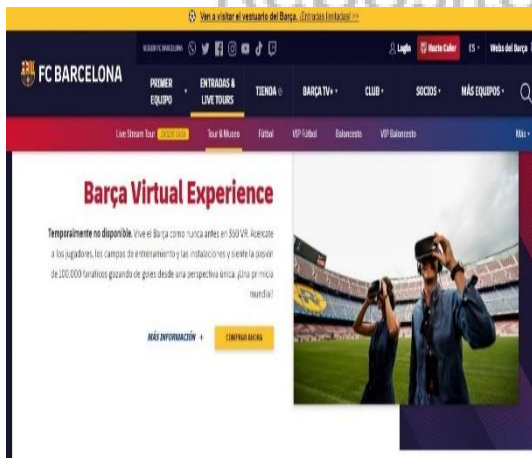 Ven a visitar el vestuario del Barça. ¡Entradas limitadas! >>
Login Hazte Culer ES Webs del Barça
FC BARCELONA
PRIMER EQUIPO ENTRADAS & LIVE TOURS TIENDA BARÇA TV+ CLUB SOCIOS MÁS EQUIPOS
Live Stream Tour Tour & Museo Fútbol VIP Fútbol Baloncesto VIP Baloncesto Más
Barça Virtual Experience
Temporalmente no disponible. Vive el Barça como nunca antes en 360 VR. Acércate
a los jugadores, los campos de entrenamiento y las instalaciones y siente la pasión
de 100.000 fanáticos gozando de goles desde una perspectiva única. ¡Una primicia
mundial!
MÁS INFORMACIÓN + COMPRAR AHORA